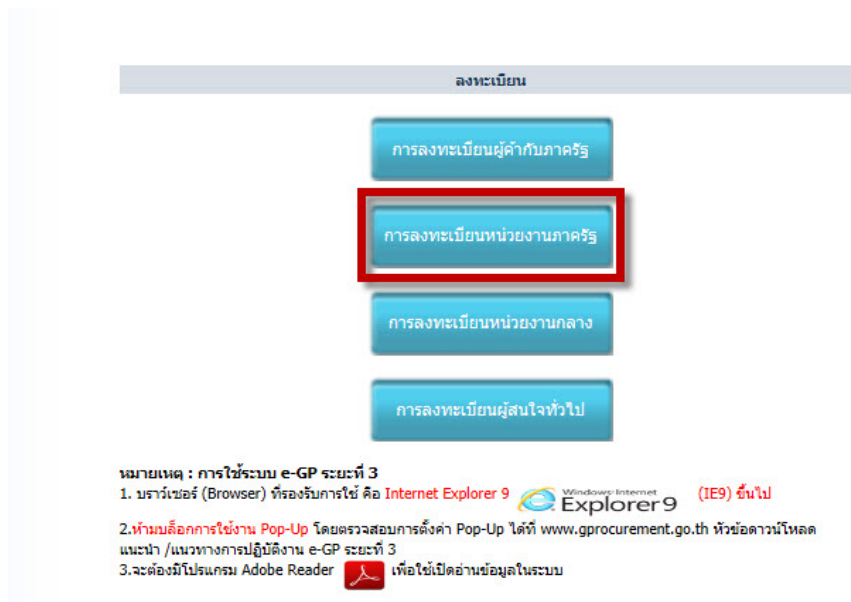 ลงทะเบียน
การลงทะเบียนผู้ค้ากับภาครัฐ
การลงทะเบียนหน่วยงานภาครัฐ
การลงทะเบียนหน่วยงานกลาง
การลงทะเบียนผู้สนใจทั่วไป
หมายเหตุ : การใช้ระบบ e-GP ระยะที่ 3
1. บราว์เซอร์ (Browser) ที่รองรับการใช้ คือ Internet Explorer 9 Windows Internet Explorer 9 (IE9) ขึ้นไป
2.ห้ามบล็อกการใช้งาน Pop-Up โดยตรวจสอบการตั้งค่า Pop-Up ได้ที่ www.gprocurement.go.th หัวข้อดาวน์โหลด
แนะนำ /แนวทางการปฏิบัติงาน e-GP ระยะที่ 3
3.จะต้องมีโปรแกรม Adobe Reader เพื่อใช้เปิดอ่านข้อมูลในระบบ